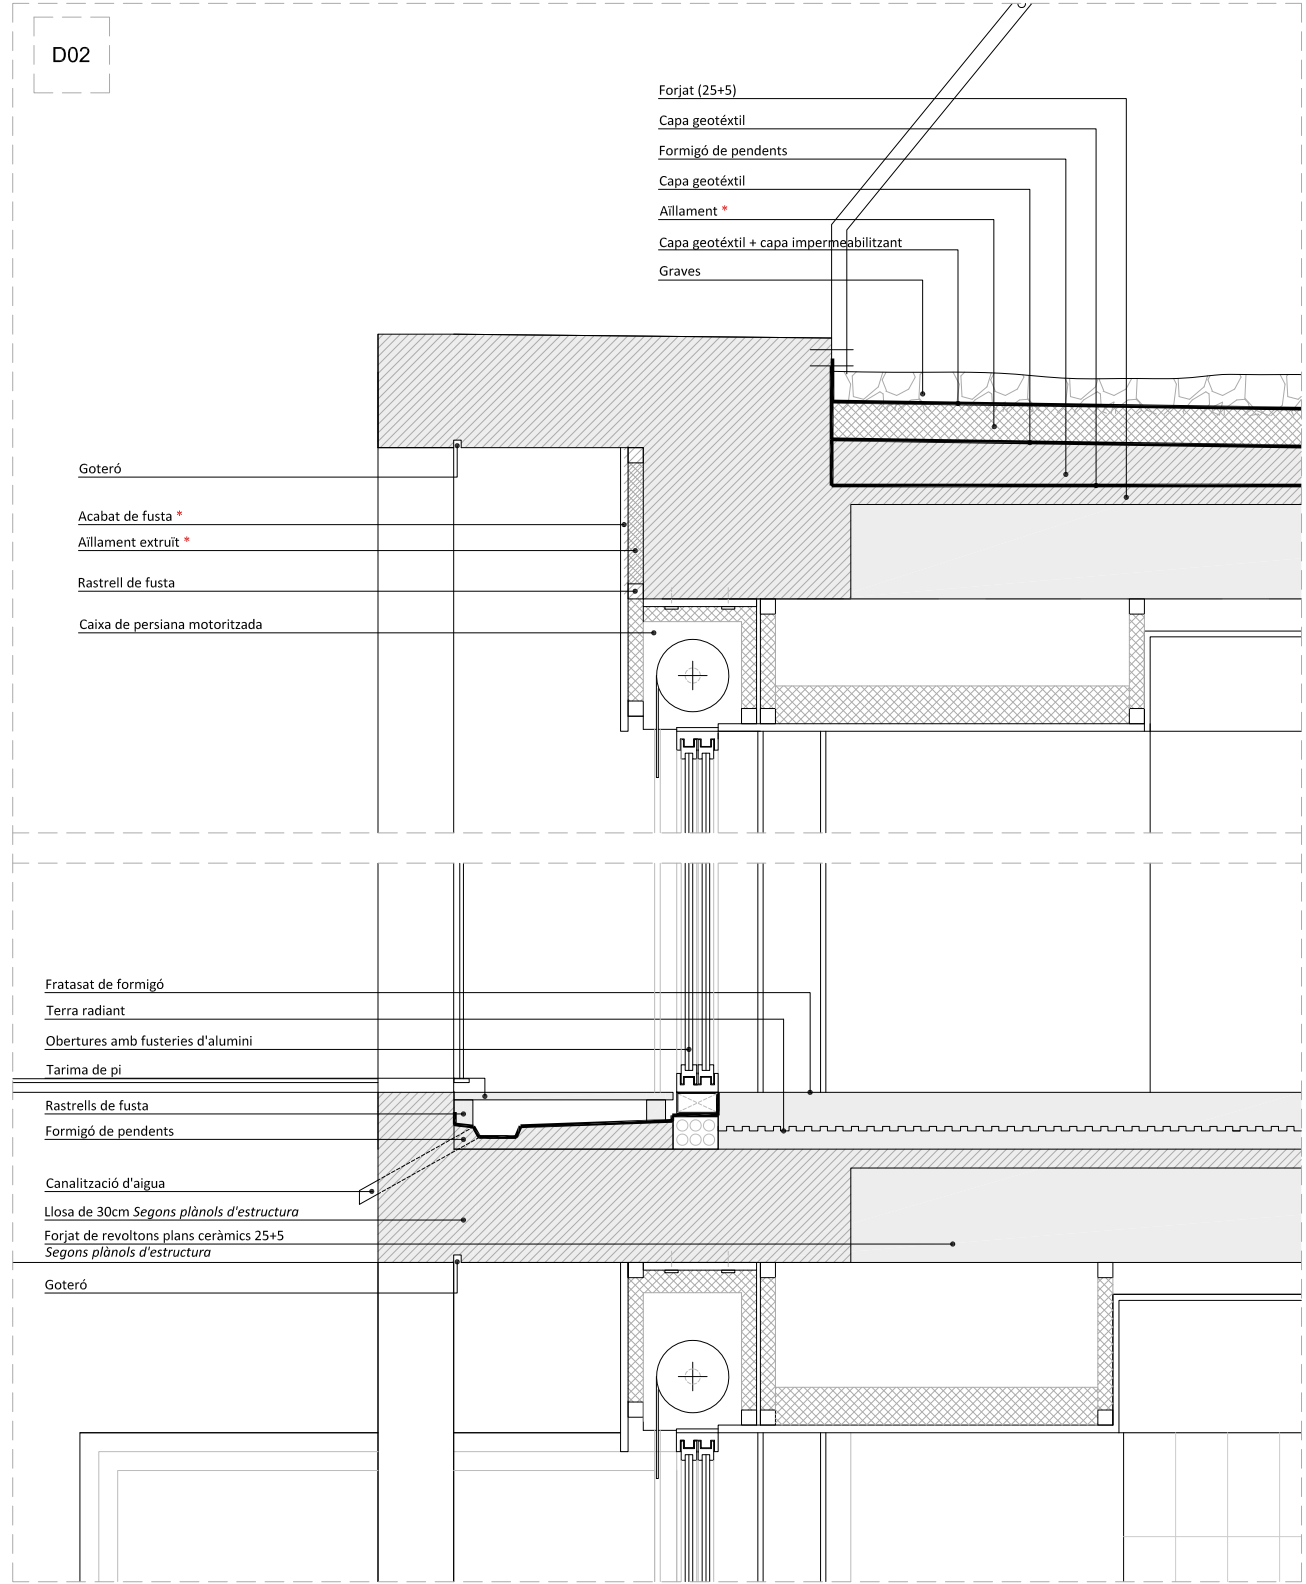 D02
Forjat (25+5)
Capa geotéxtil
Formigó de pendents
Capa geotéxtil
Aïllament *
Capa geotéxtil + capa impermeabilitzant
Graves
Goteró
Acabat de fusta *
Aïllament extruït *
Rastrell de fusta
Caixa de persiana motoritzada
Fratasat de formigó
Terra radiant
Obertures amb fusteries d'alumini
Tarima de pi
Rastrells de fusta
Formigó de pendents
Canalització d'aigua
Llosa de 30cm Segons plànols d'estructura
Forjat de revoltons plans ceràmics 25+5
Segons plànols d'estructura
Goteró